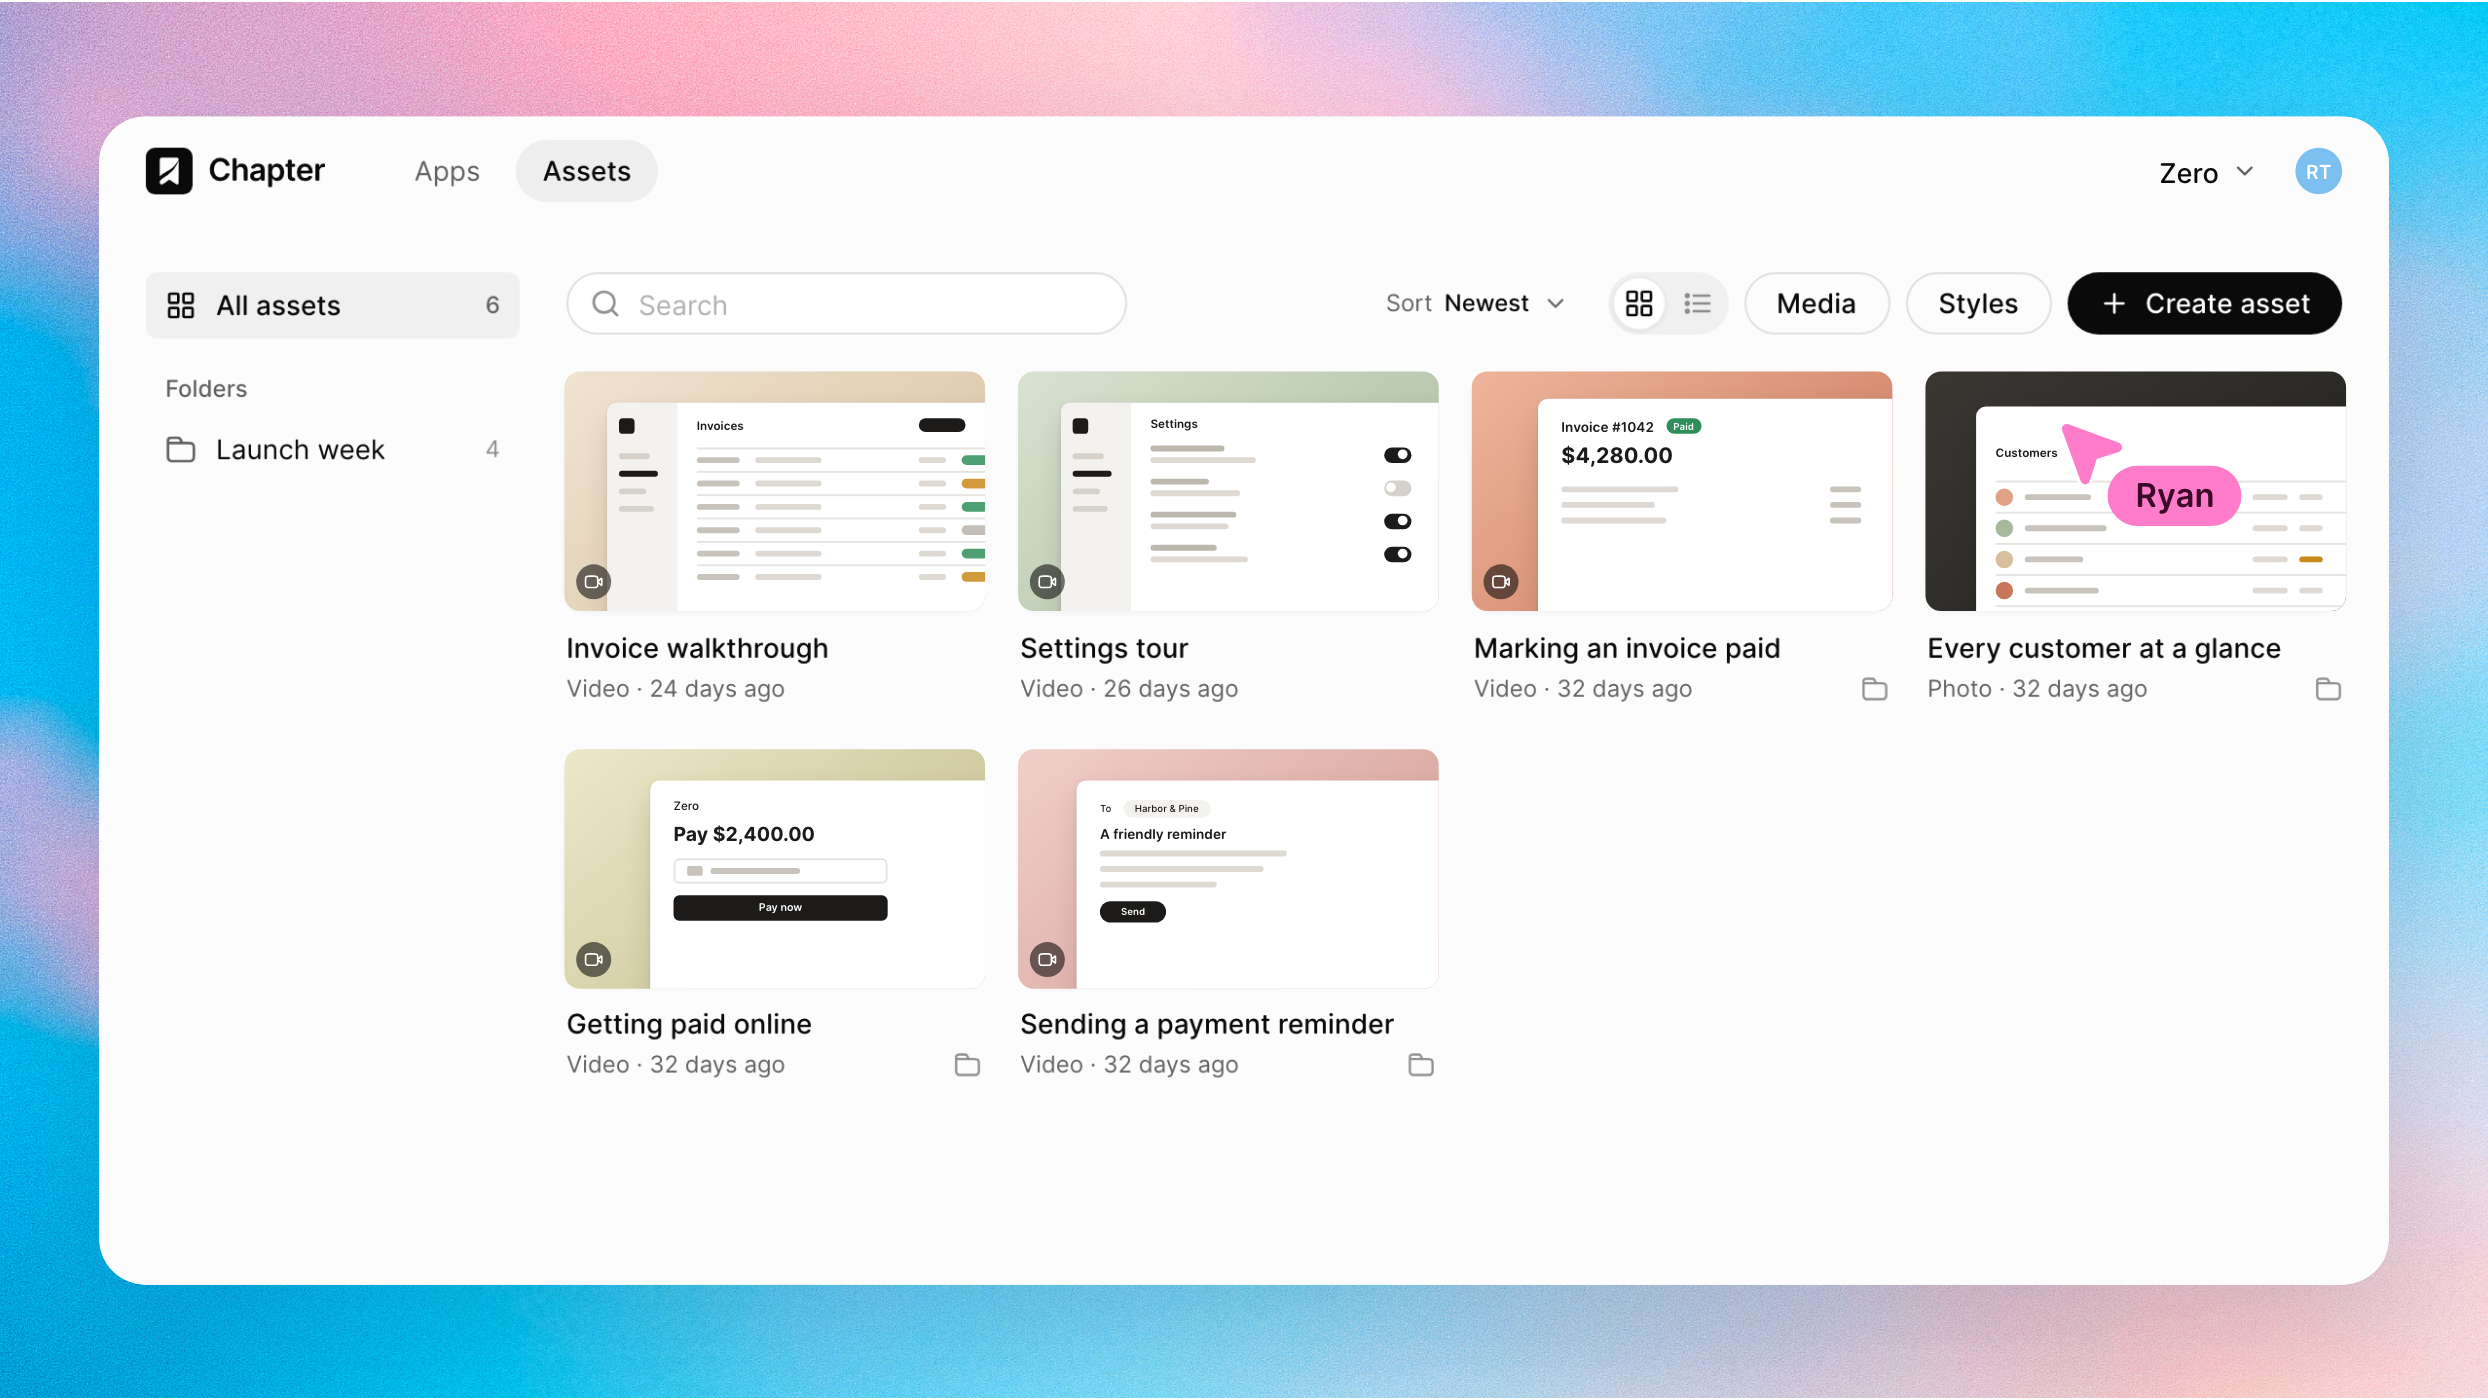 Chapter
Apps
Assets
Zero
RT
All assets
6
Folders
Launch week
4
Search
Sort Newest
Media
Styles
Create asset
Invoices
Invoice walkthrough
Video · 24 days ago
Settings
Settings tour
Video · 26 days ago
Invoice #1042
Paid
$4,280.00
Marking an invoice paid
Video · 32 days ago
Customers
Ryan
Every customer at a glance
Photo · 32 days ago
Zero
Pay $2,400.00
Pay now
Getting paid online
Video · 32 days ago
To
Harbor & Pine
A friendly reminder
Send
Sending a payment reminder
Video · 32 days ago